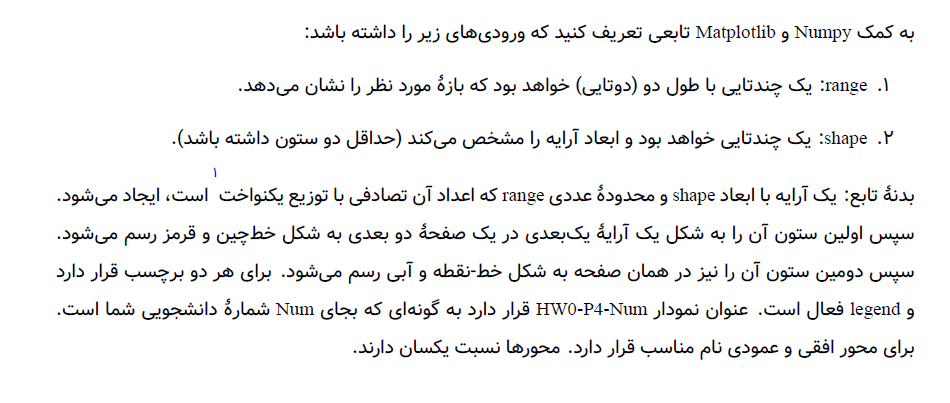 به کمک Numpy و Matplotlib تابعی تعریف کنید که ورودی‌های زیر را داشته باشد:
۱. range: یک چندتایی با طول دو (دوتایی) خواهد بود که بازهٔ مورد نظر را نشان می‌دهد.
۲. shape: یک چندتایی خواهد بود و ابعاد آرایه را مشخص می‌کند (حداقل دو ستون داشته باشد).
بدنهٔ تابع: یک آرایه با ابعاد shape و محدودهٔ عددی range که اعداد آن تصادفی با توزیع یکنواخت۱ است، ایجاد می‌شود.
سپس اولین ستون آن را به شکل یک آرایهٔ یک‌بعدی در یک صفحهٔ دو بعدی به شکل خط‌چین و قرمز رسم می‌شود.
سپس دومین ستون آن را نیز در همان صفحه به شکل خط-نقطه و آبی رسم می‌شود. برای هر دو برچسب قرار دارد
و legend فعال است. عنوان نمودار HW0-P4-Num قرار دارد به گونه‌ای که بجای Num شمارهٔ دانشجویی شما است.
برای محور افقی و عمودی نام مناسب قرار دارد. محورها نسبت یکسان دارند.